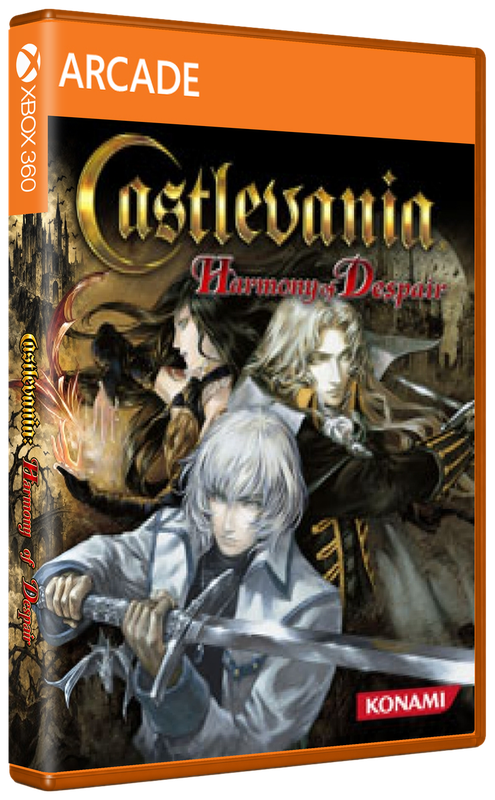 XBOX 360
ARCADE
Castlevania
Harmony of Despair
Castlevania: Harmony of Despair
KONAMI